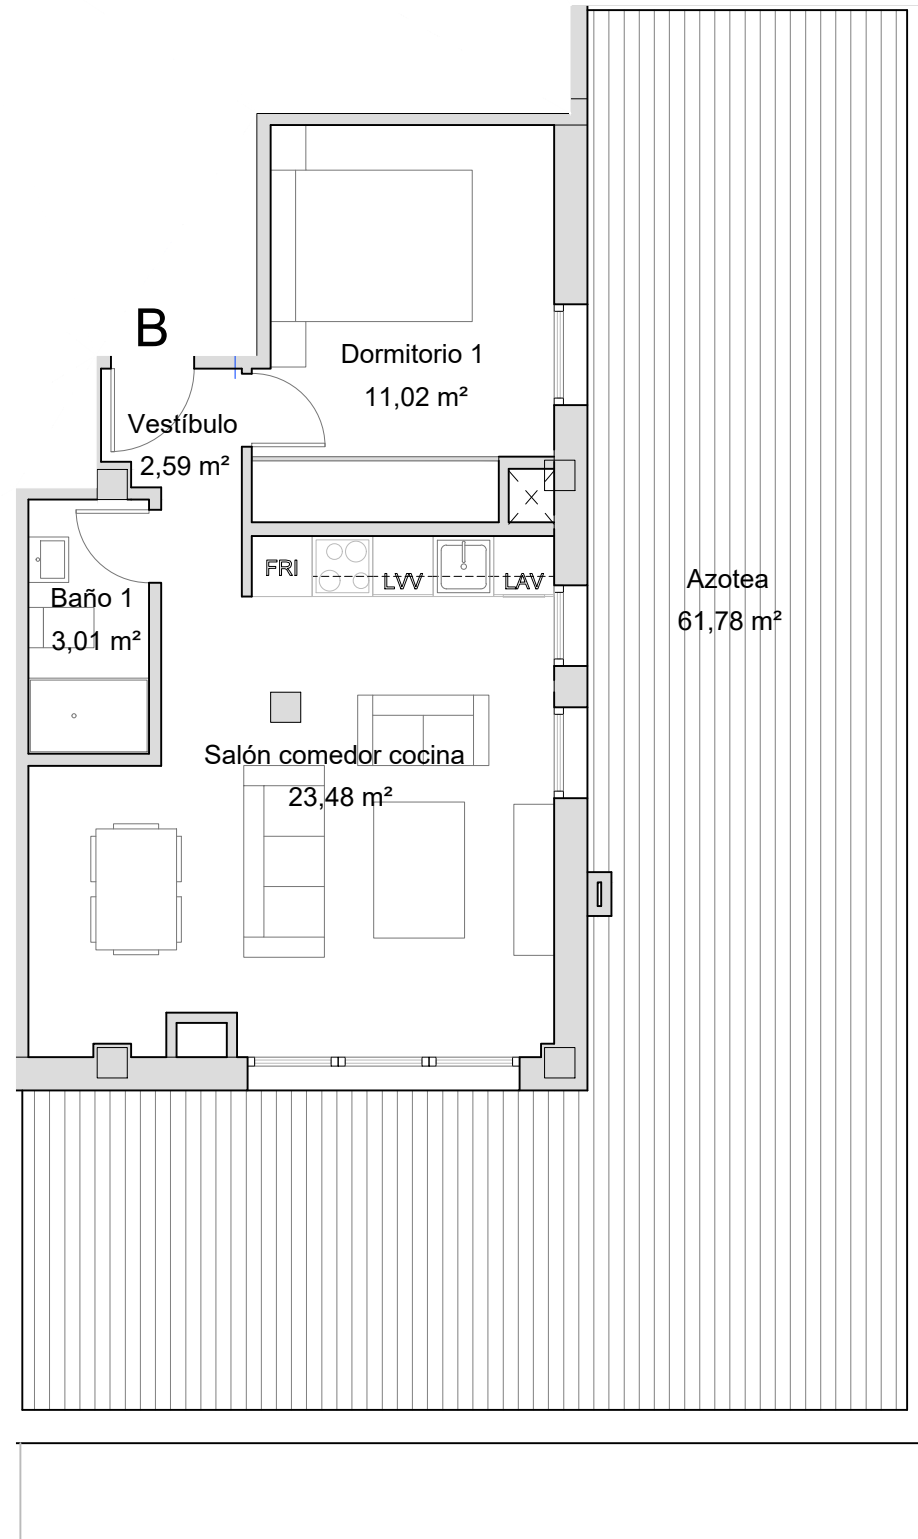 B
Dormitorio 1
11,02 m²
Vestíbulo
2,59 m²
FRI
LVV
LAV
Azotea
61,78 m²
Baño 1
3,01 m²
Salón comedor cocina
23,48 m²